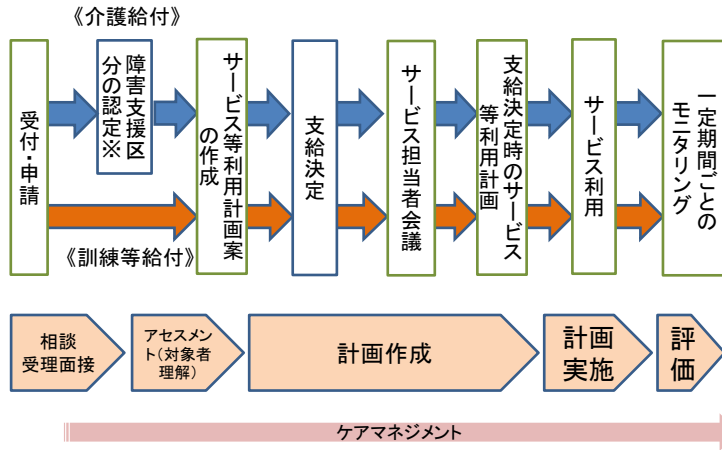 《介護給付》
受付・申請
障害支援区
分の認定※
サービス等利用計画案
の作成
支給決定
サービス担当者会議
支給決定時のサービス
等利用計画
サービス利用
一定期間ごとの
モニタリング
《訓練等給付》
相談
受理面接
アセスメン
ト(対象者
理解)
計画作成
計画
実施
評
価
ケアマネジメント